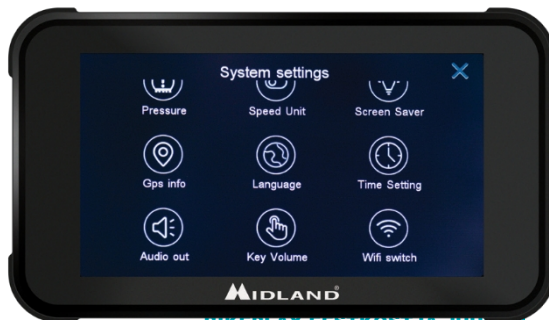 System settings
Pressure Speed Unit Screen Saver
Gps info Language Time Setting
Audio out Key Volume Wifi switch
MIDLAND®